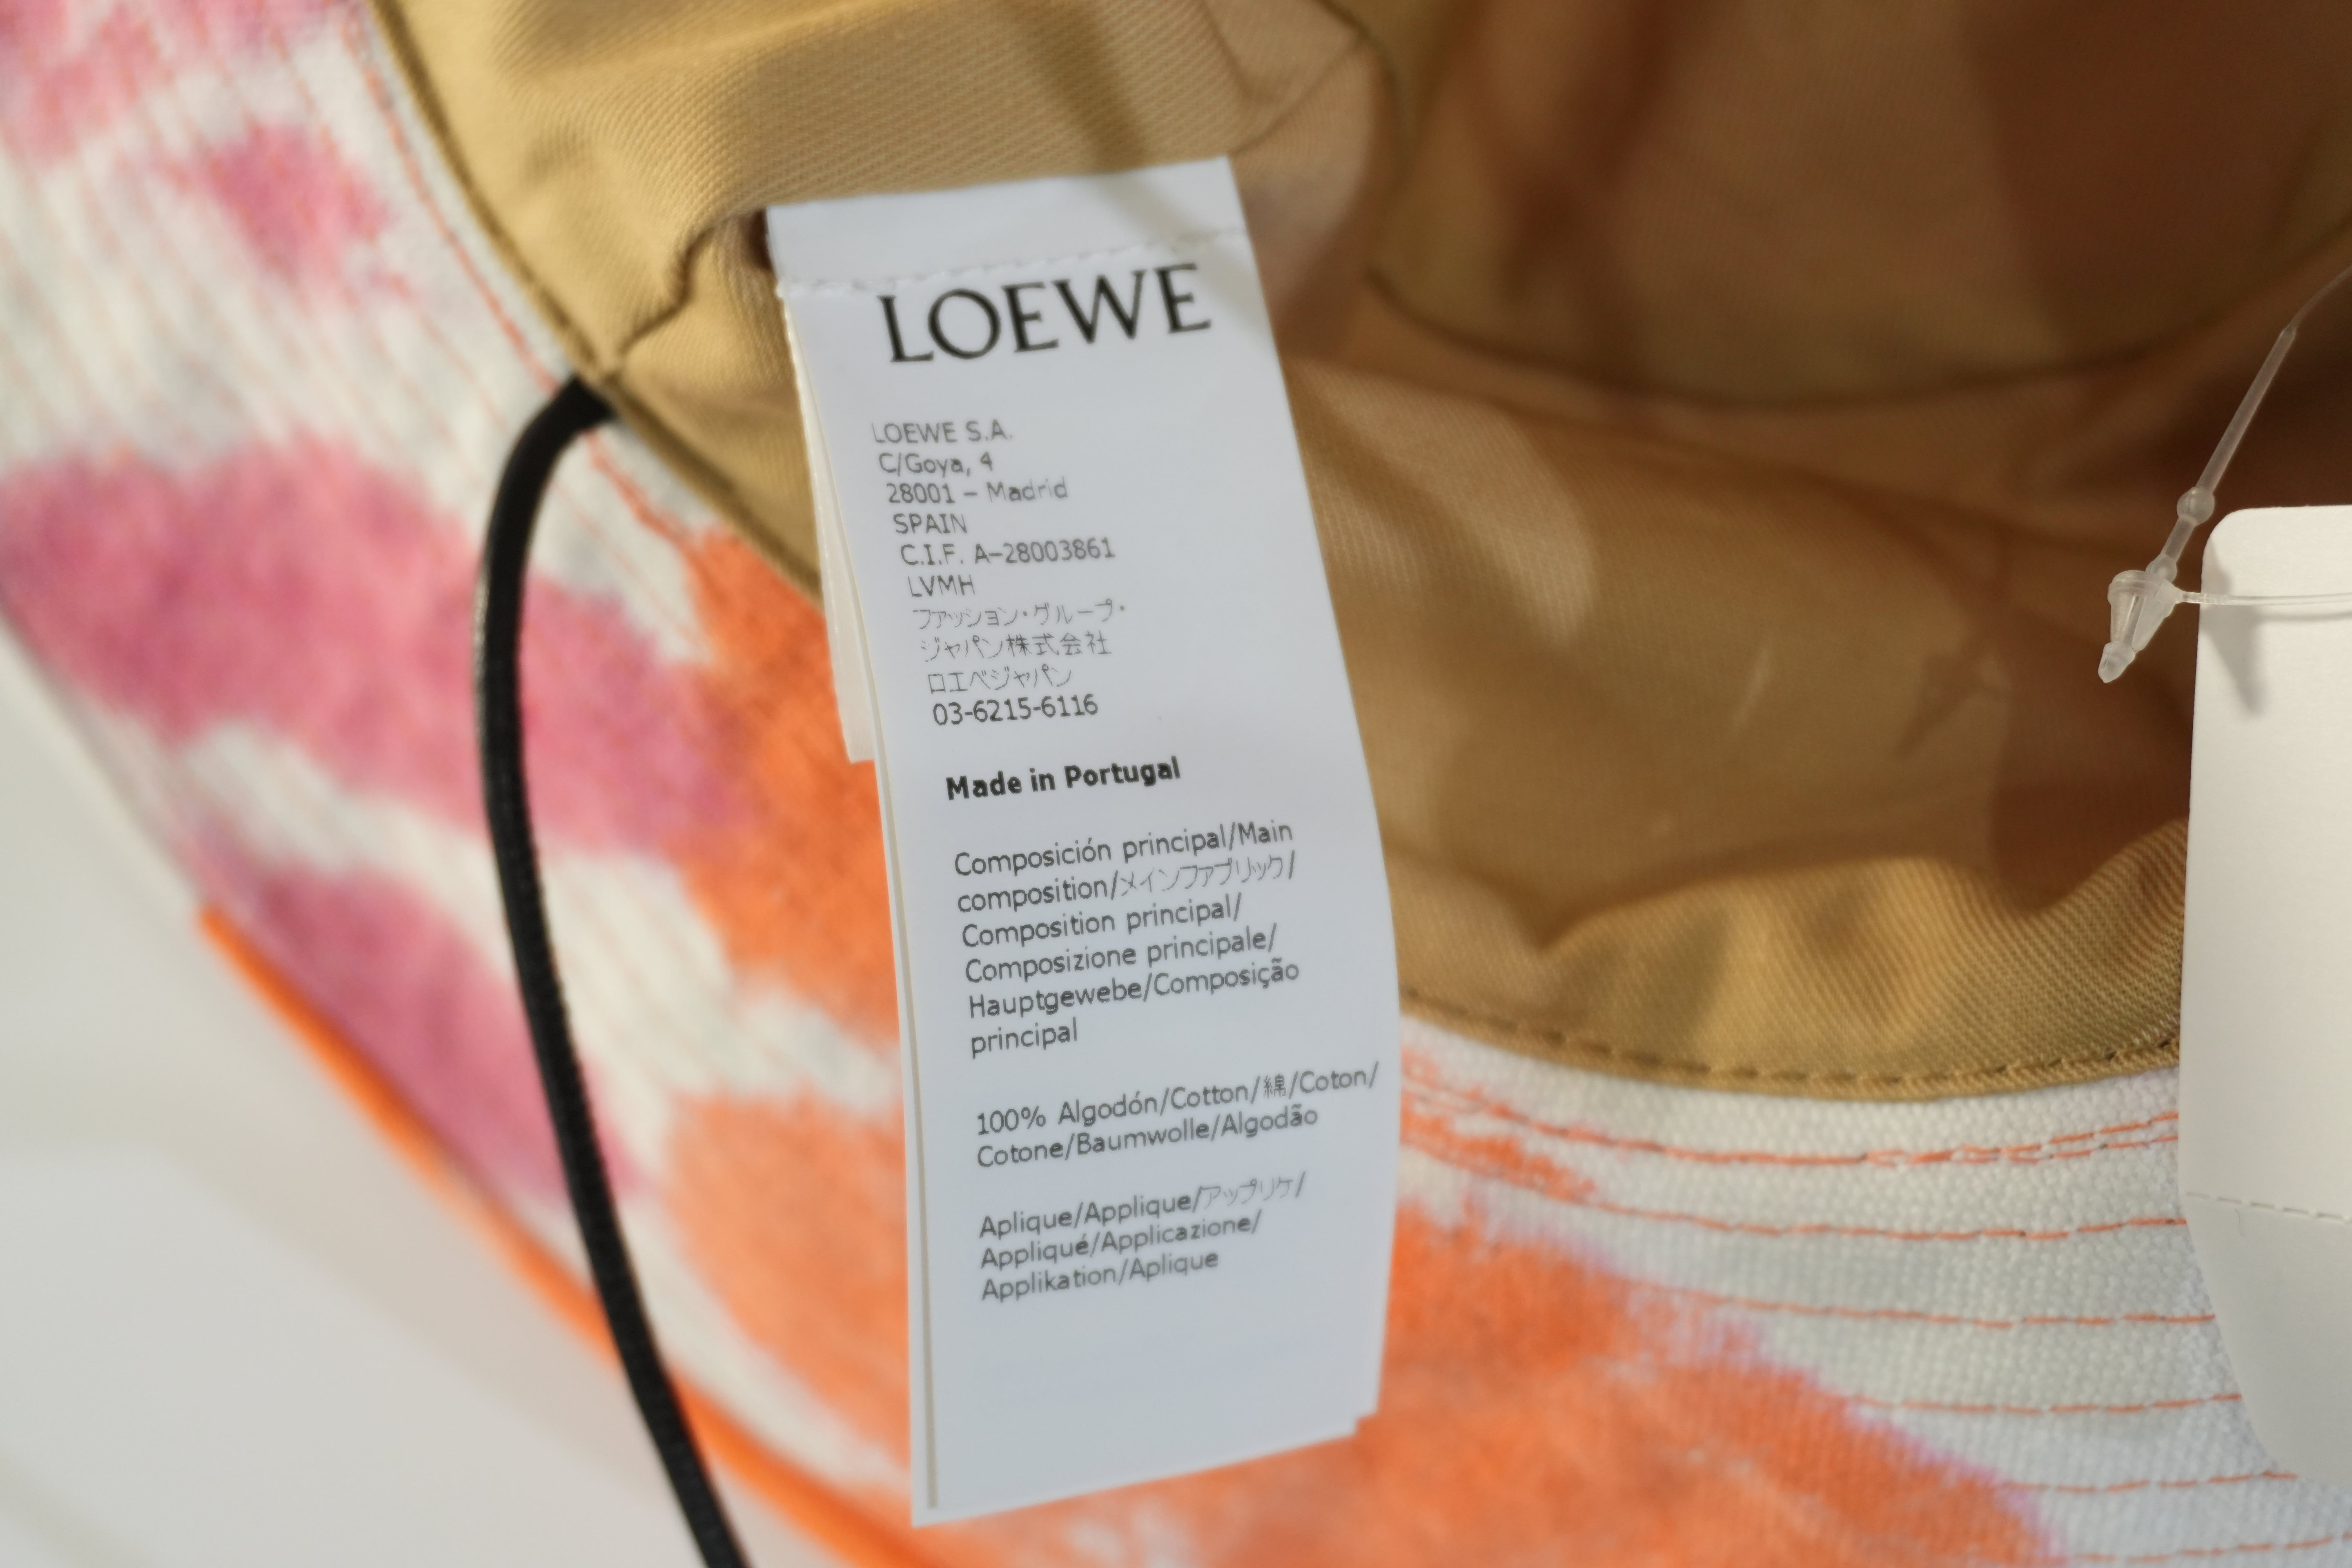 LOEWE
LOEWE S.A.
C/Goya, 4
28001 – Madrid
SPAIN
C.I.F. A–28003861
LVMH
ファッション・グループ・
ジャパン株式会社
ロエベジャパン
03-6215-6116
Made in Portugal
Composición principal/Main
composition/メインファブリック/
Composition principal/
Composizione principale/
Hauptgewebe/Composição
principal
100% Algodón/Cotton/綿/Coton/
Cotone/Baumwolle/Algodão
Aplique/Applique/アップリケ/
Appliqué/Applicazione/
Applikation/Aplique